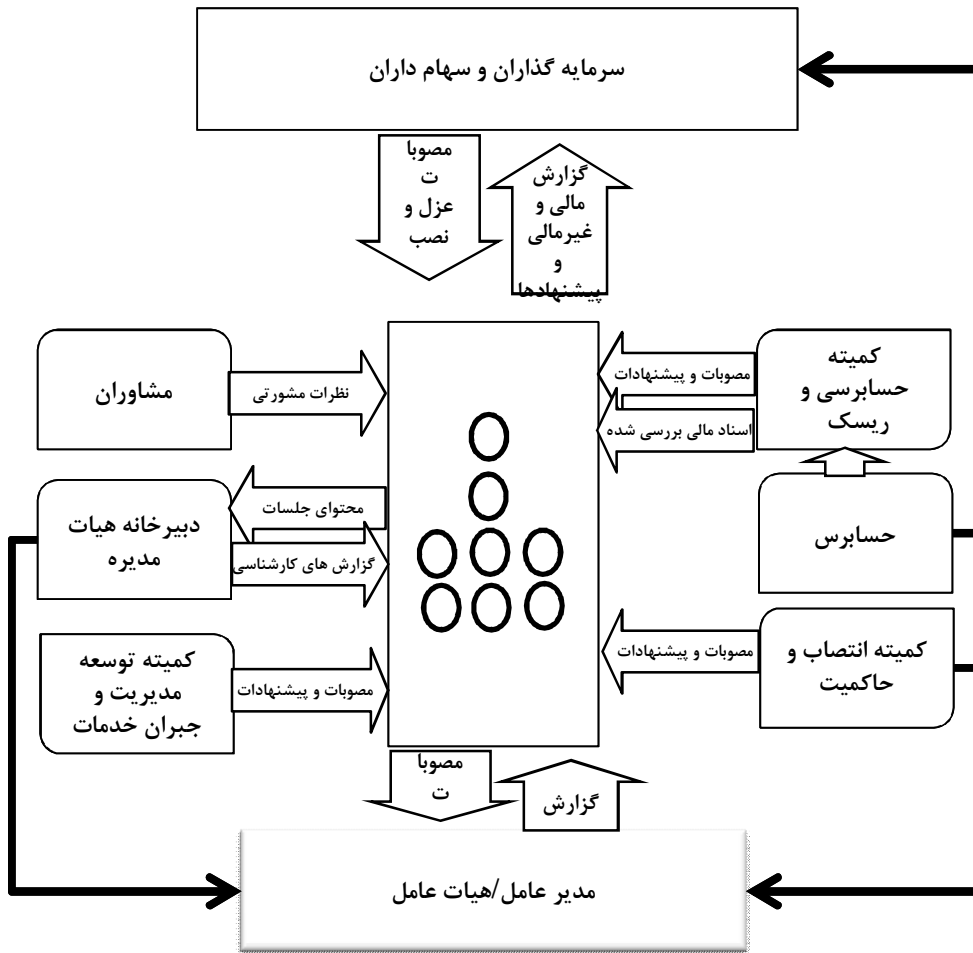 سرمایه گذاران و سهام داران
مصوبا
ت
عزل و
نصب
گزارش
مالی و
غیرمالی
و
پیشنهادها
کمیته
حسابرسی و
ریسک
مصوبات و پیشنهادات
اسناد مالی بررسی شده
مشاوران
نظرات مشورتی
حسابرس
محتوای جلسات
دبیرخانه هیات
مدیره
گزارش های کارشناسی
کمیته انتصاب و
حاکمیت
مصوبات و پیشنهادات
کمیته توسعه
مدیریت و
جبران خدمات
مصوبات و پیشنهادات
مصوبا
ت
گزارش
مدیر عامل/هیات عامل